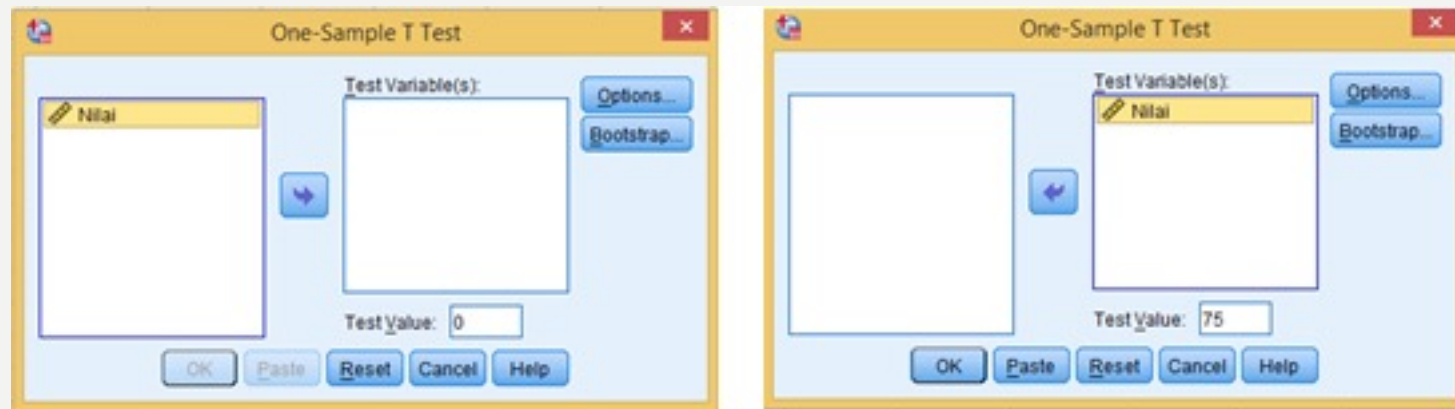 One-Sample T Test
Test Variable(s):
Nilai
Options...
Bootstrap...
Test Value: 0
OK Paste Reset Cancel Help
One-Sample T Test
Test Variable(s):
Nilai
Options...
Bootstrap...
Test Value: 75
OK Paste Reset Cancel Help